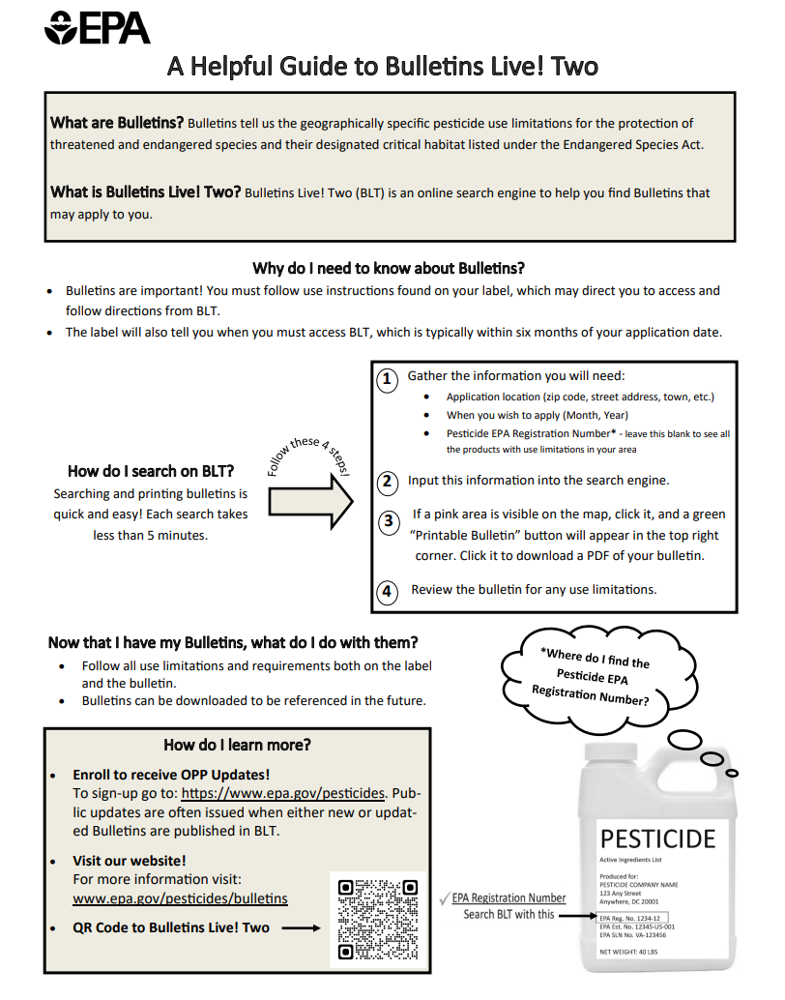 EPA
A Helpful Guide to Bulletins Live! Two
What are Bulletins? Bulletins tell us the geographically specific pesticide use limitations for the protection of
threatened and endangered species and their designated critical habitat listed under the Endangered Species Act.
What is Bulletins Live! Two? Bulletins Live! Two (BLT) is an online search engine to help you find Bulletins that
may apply to you.
Why do I need to know about Bulletins?
• Bulletins are important! You must follow use instructions found on your label, which may direct you to access and
follow directions from BLT.
• The label will also tell you when you must access BLT, which is typically within six months of your application date.
How do I search on BLT?
Searching and printing bulletins is
quick and easy! Each search takes
less than 5 minutes.
Follow these 4 steps!
1 Gather the information you will need:
• Application location (zip code, street address, town, etc.)
• When you wish to apply (Month, Year)
• Pesticide EPA Registration Number* - leave this blank to see all
the products with use limitations in your area
2 Input this information into the search engine.
3 If a pink area is visible on the map, click it, and a green
“Printable Bulletin” button will appear in the top right
corner. Click it to download a PDF of your bulletin.
4 Review the bulletin for any use limitations.
Now that I have my Bulletins, what do I do with them?
• Follow all use limitations and requirements both on the label
and the bulletin.
• Bulletins can be downloaded to be referenced in the future.
*Where do I find the
Pesticide EPA
Registration Number?
How do I learn more?
• Enroll to receive OPP Updates!
To sign-up go to: https://www.epa.gov/pesticides. Pub-
lic updates are often issued when either new or updat-
ed Bulletins are published in BLT.
• Visit our website!
For more information visit:
www.epa.gov/pesticides/bulletins
• QR Code to Bulletins Live! Two
✓EPA Registration Number
Search BLT with this
PESTICIDE
Active Ingredients List
Produced for:
PESTICIDE COMPANY NAME
123 Any Street
Anywhere, DC 20001
EPA Reg. No. 1234-12
EPA Est. No. 12345-US-001
EPA SLN No. VA-123456
NET WEIGHT: 40 LBS